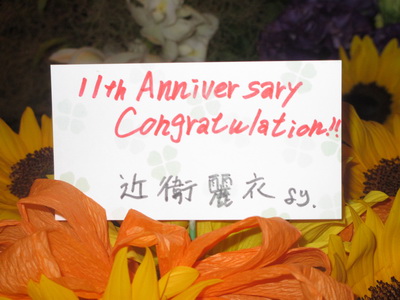 11th Anniversary
Congratulation!!
近衛麗衣 sy.